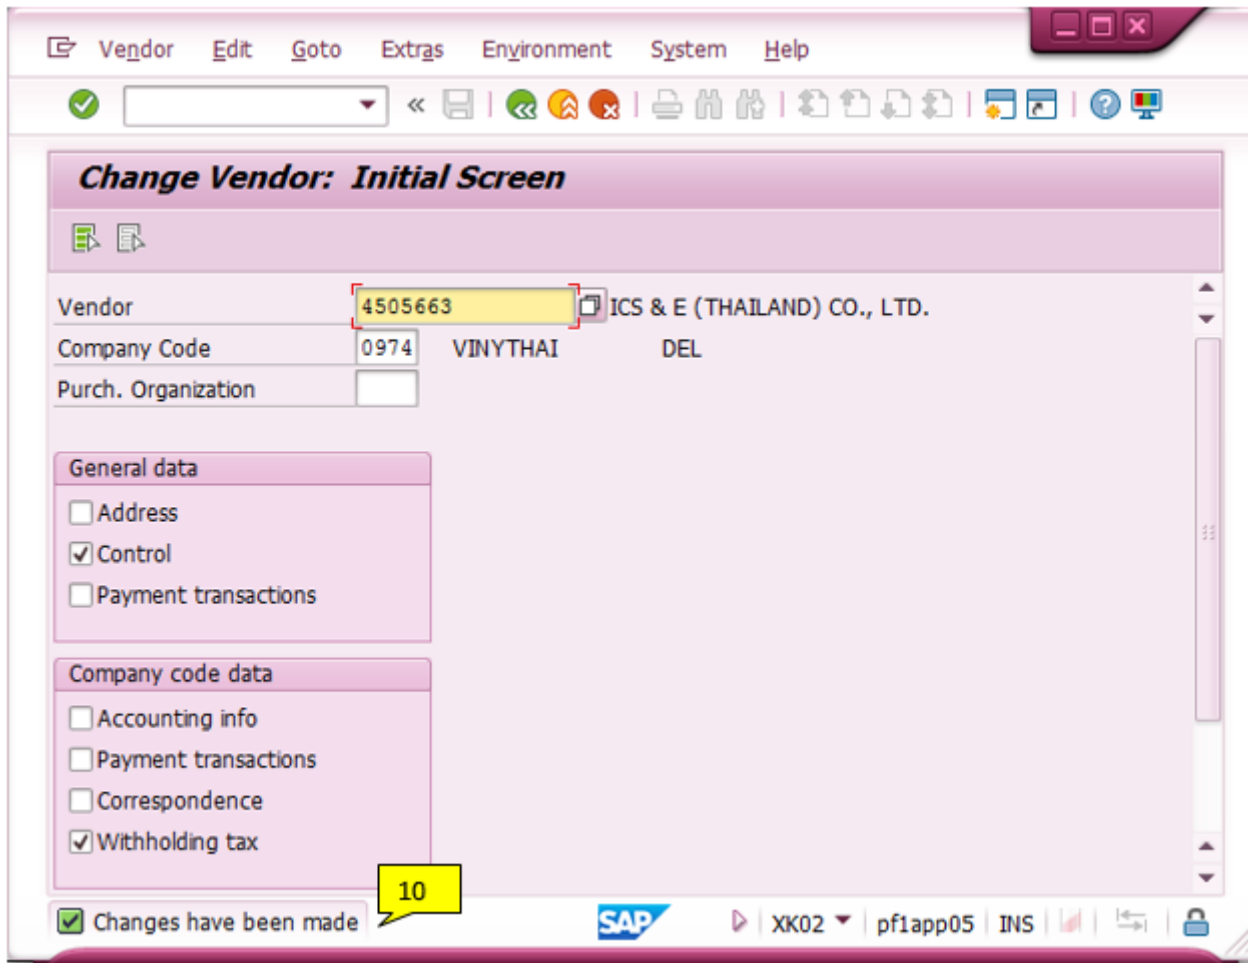 Vendor Edit Goto Extras Environment System Help
Change Vendor: Initial Screen
Vendor 4505663 ICS & E (THAILAND) CO., LTD.
Company Code 0974 VINYTHAI DEL
Purch. Organization
General data
Address
Control
Payment transactions
Company code data
Accounting info
Payment transactions
Correspondence
Withholding tax
10
Changes have been made SAP XK02 pf1app05 INS